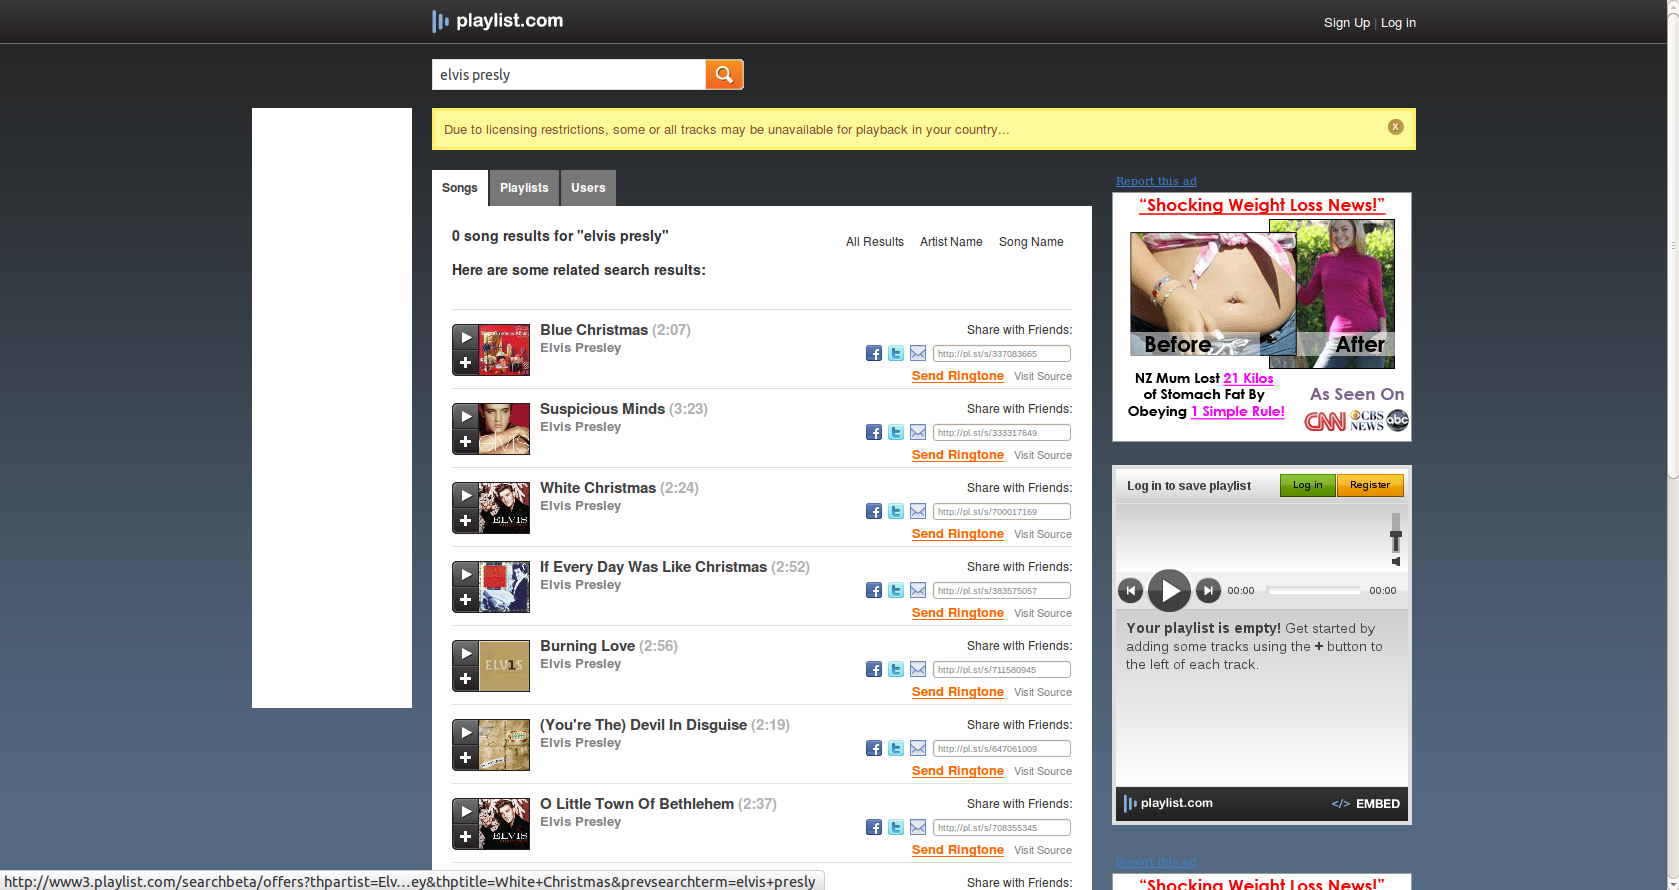 playlist.com
Sign Up | Log in
elvis presly
Due to licensing restrictions, some or all tracks may be unavailable for playback in your country...
x
Songs
Playlists
Users
0 song results for "elvis presly"
All Results Artist Name Song Name
Here are some related search results:
Blue Christmas (2:07)
Elvis Presley
Share with Friends:
http://pl.st/s/337083665
Send Ringtone Visit Source
Suspicious Minds (3:23)
Elvis Presley
Share with Friends:
http://pl.st/s/333317649
Send Ringtone Visit Source
White Christmas (2:24)
Elvis Presley
ELVIS
Share with Friends:
http://pl.st/s/700017169
Send Ringtone Visit Source
If Every Day Was Like Christmas (2:52)
Elvis Presley
Share with Friends:
http://pl.st/s/383575057
Send Ringtone Visit Source
Burning Love (2:56)
Elvis Presley
ELV1S
Share with Friends:
http://pl.st/s/711580945
Send Ringtone Visit Source
(You're The) Devil In Disguise (2:19)
Elvis Presley
Share with Friends:
http://pl.st/s/647061009
Send Ringtone Visit Source
O Little Town Of Bethlehem (2:37)
Elvis Presley
ELVIS
Share with Friends:
http://pl.st/s/708355345
Send Ringtone Visit Source
Share with Friends:
Report this ad
“Shocking Weight Loss News!”
Before After
NZ Mum Lost 21 Kilos
of Stomach Fat By
Obeying 1 Simple Rule!
As Seen On
CNN CBS NEWS abc
Log in to save playlist
Log in
Register
00:00 00:00
Your playlist is empty! Get started by
adding some tracks using the + button to
the left of each track.
playlist.com
</> EMBED
Report this ad
“Shocking Weight Loss News!”
http://www3.playlist.com/searchbeta/offers?thpartist=Elv...ey&thptitle=White+Christmas&prevsearchterm=elvis+presly